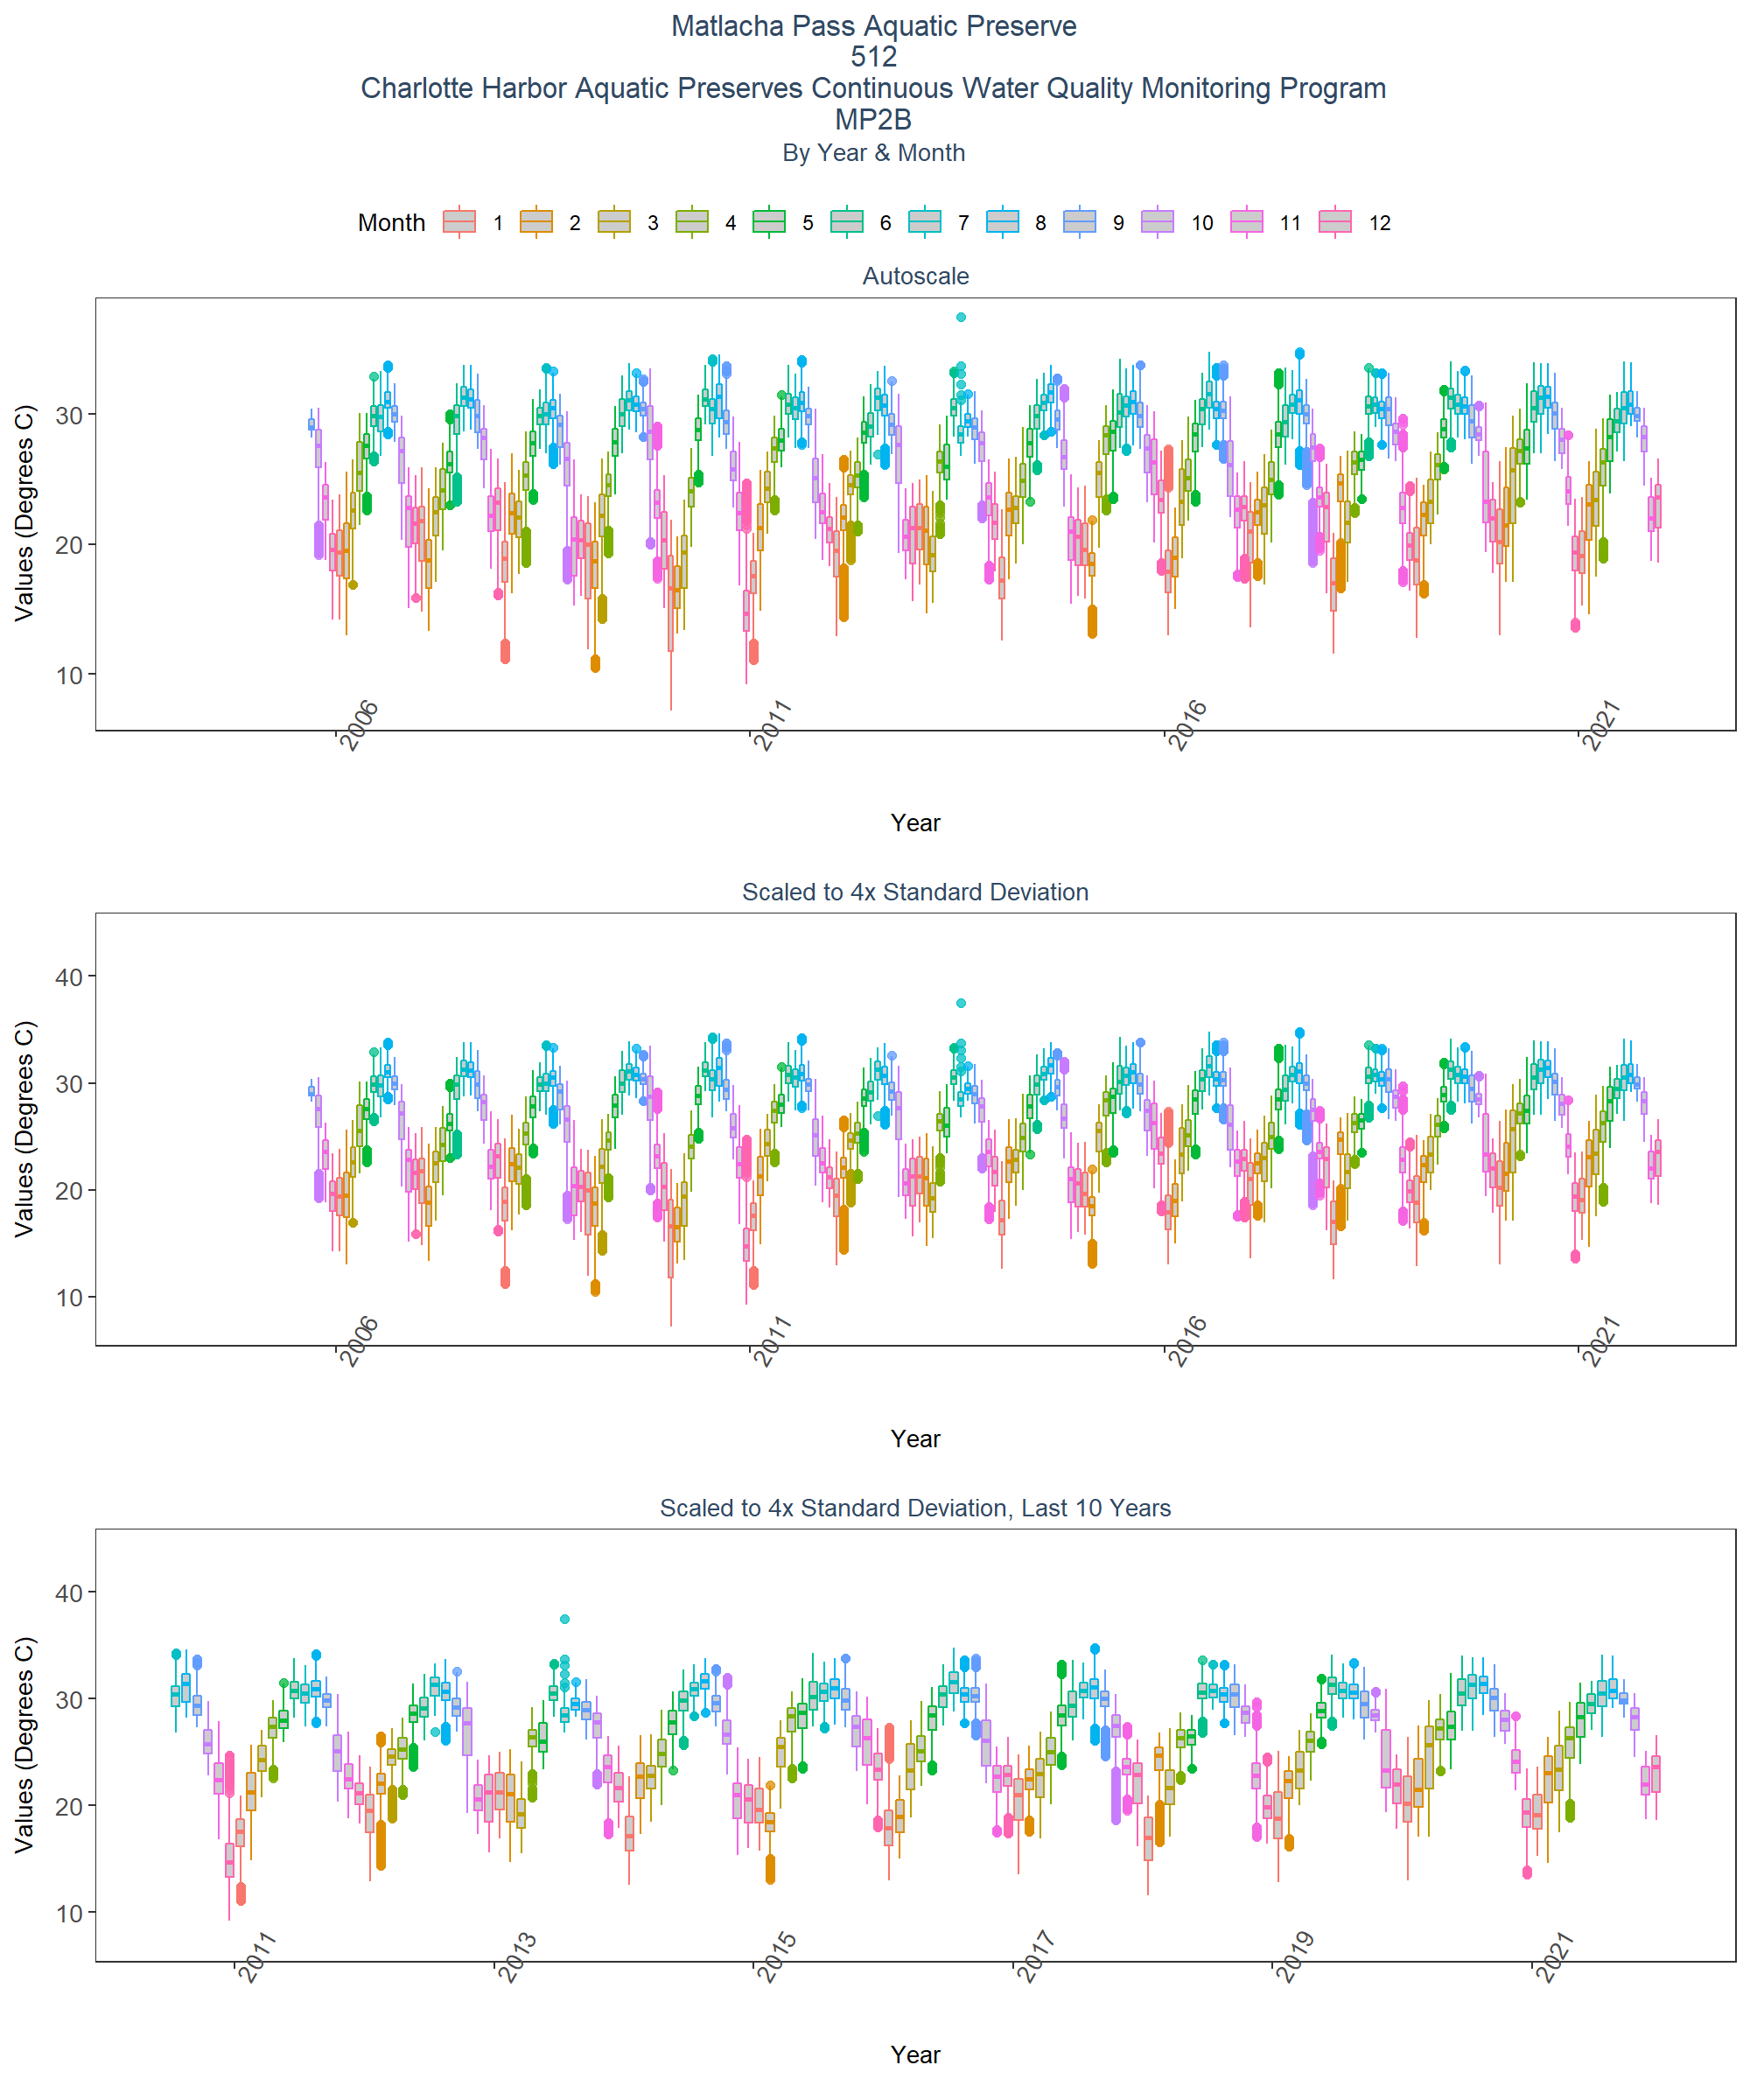 Matlacha Pass Aquatic Preserve
512
Charlotte Harbor Aquatic Preserves Continuous Water Quality Monitoring Program
MP2B
By Year & Month
Month 1 2 3 4 5 6 7 8 9 10 11 12
Autoscale
Values (Degrees C)
30
20
10
2006 2011 2016 2021
Year
Scaled to 4x Standard Deviation
Values (Degrees C)
40
30
20
10
2006 2011 2016 2021
Year
Scaled to 4x Standard Deviation, Last 10 Years
Values (Degrees C)
40
30
20
10
2011 2013 2015 2017 2019 2021
Year